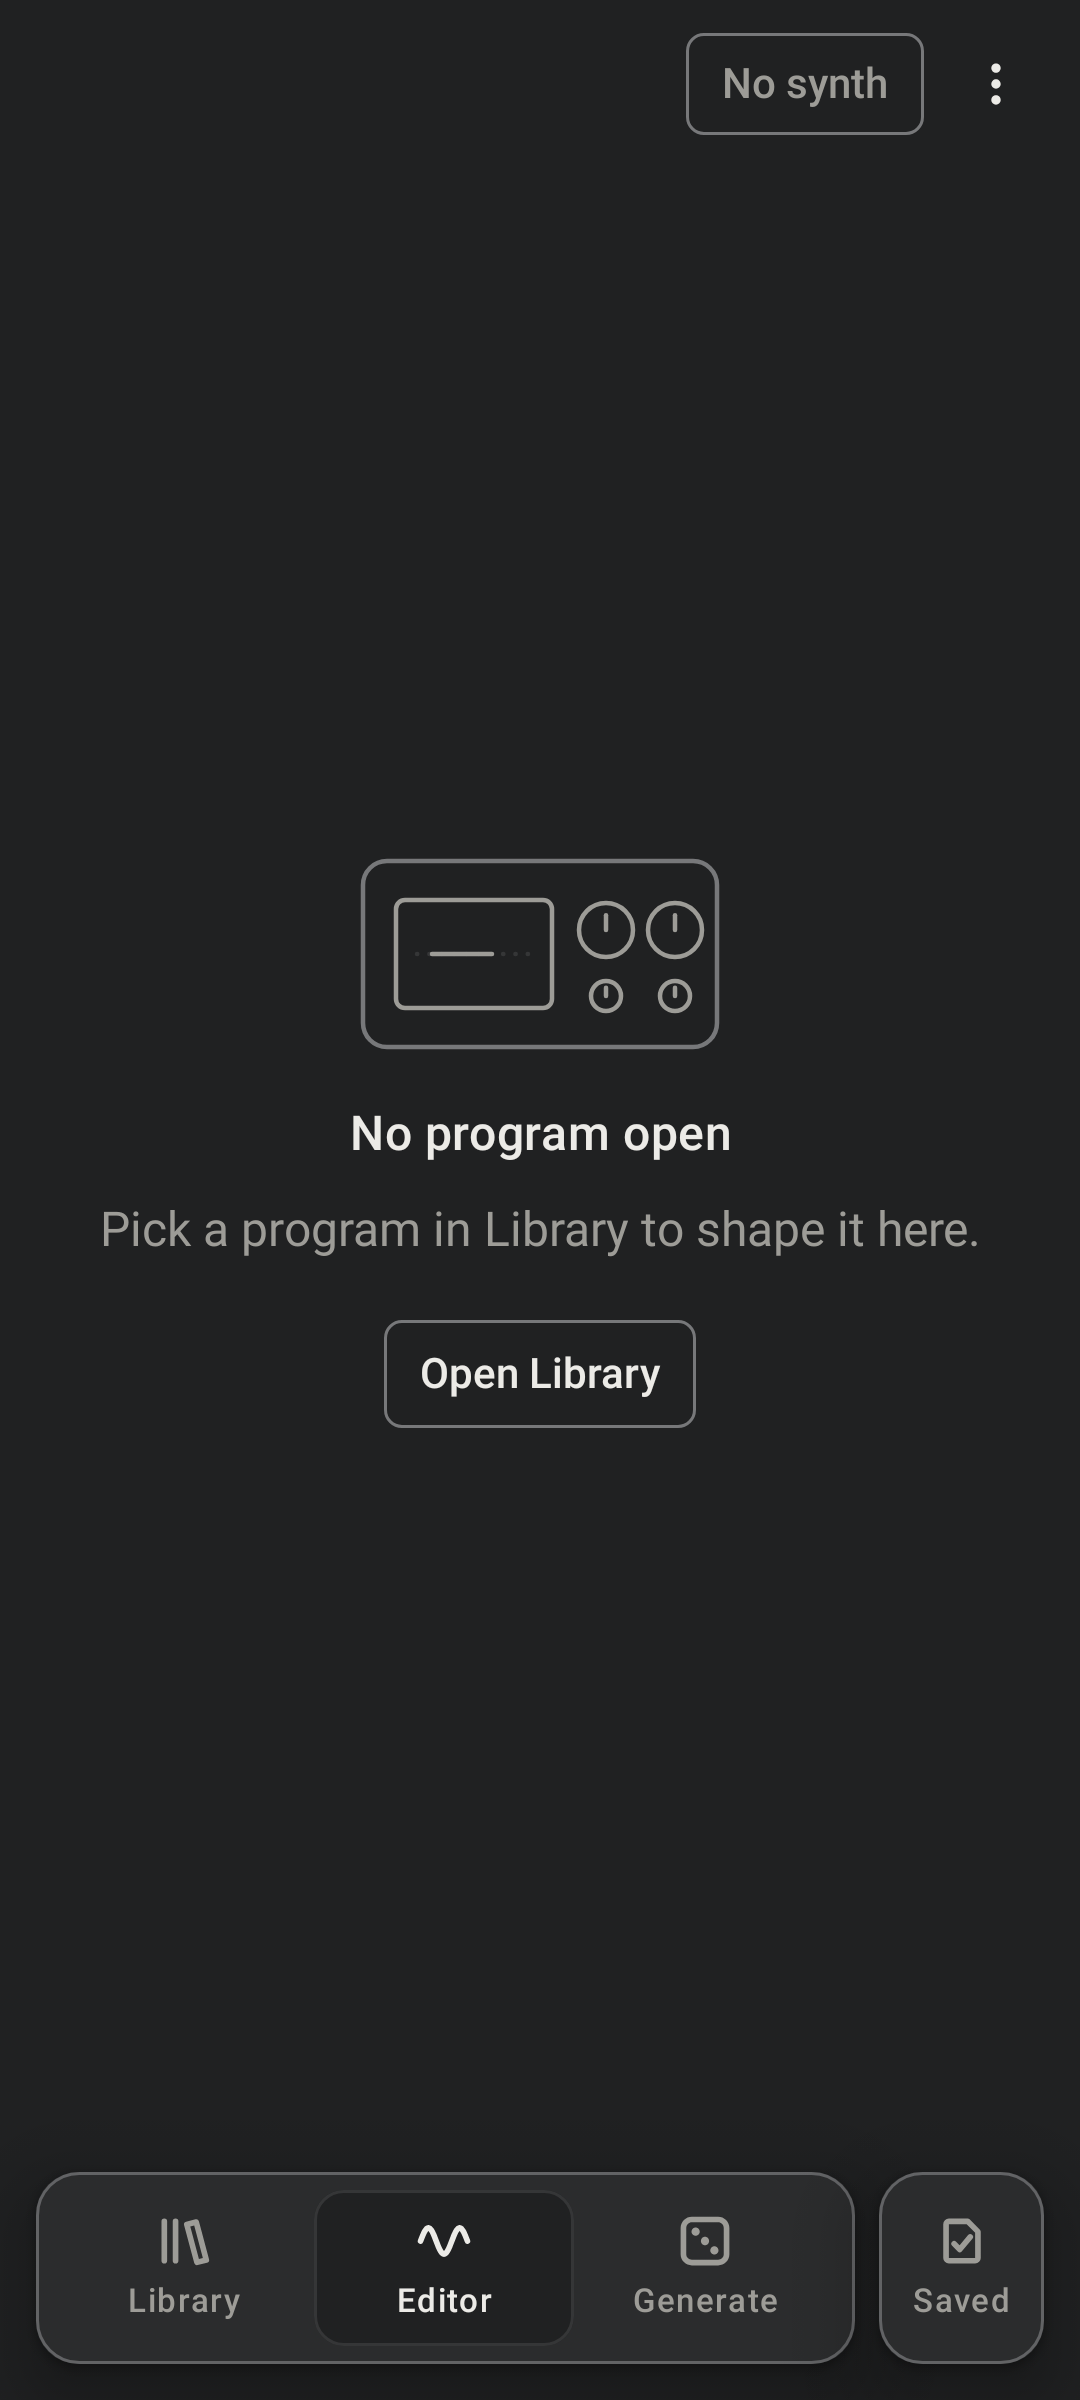 No synth
No program open
Pick a program in Library to shape it here.
Open Library
Library
Editor
Generate
Saved